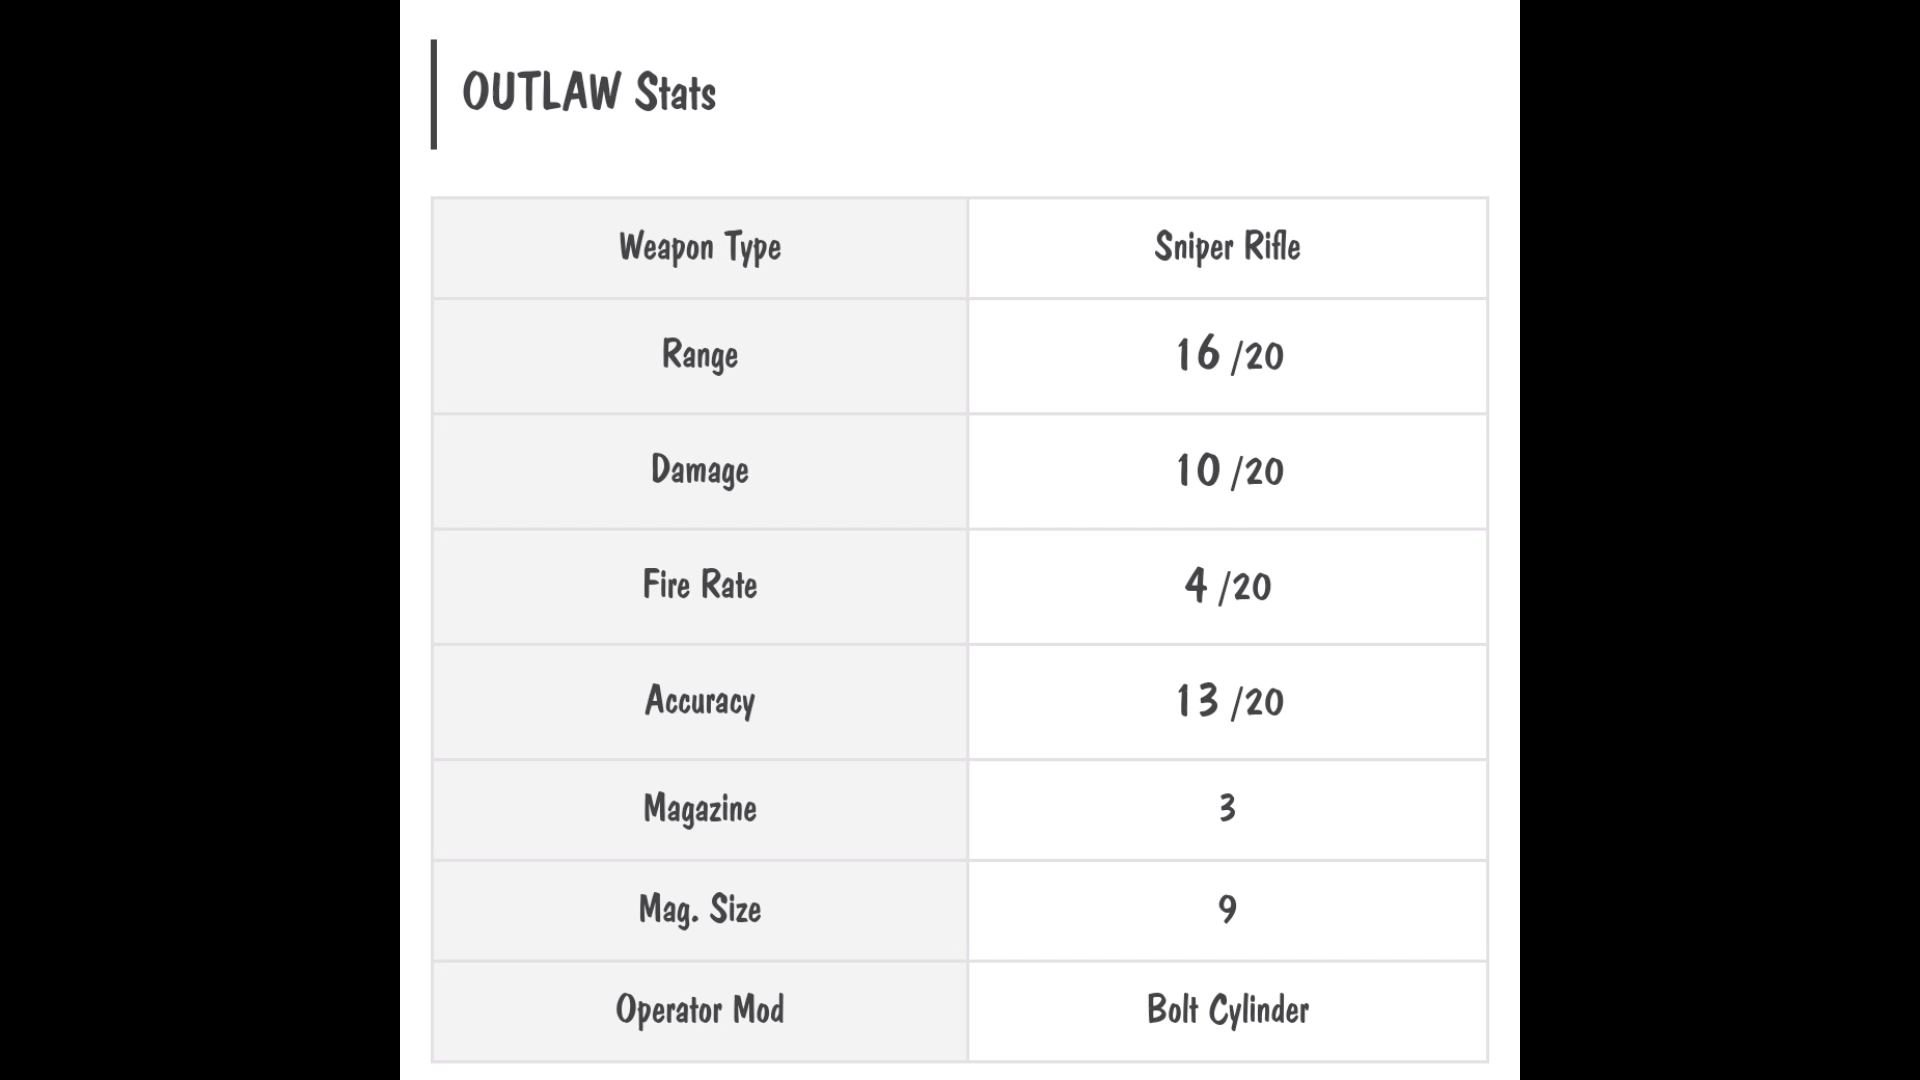 OUTLAW Stats
Weapon Type Sniper Rifle
Range 16 /20
Damage 10 /20
Fire Rate 4 /20
Accuracy 13 /20
Magazine 3
Mag. Size 9
Operator Mod Bolt Cylinder